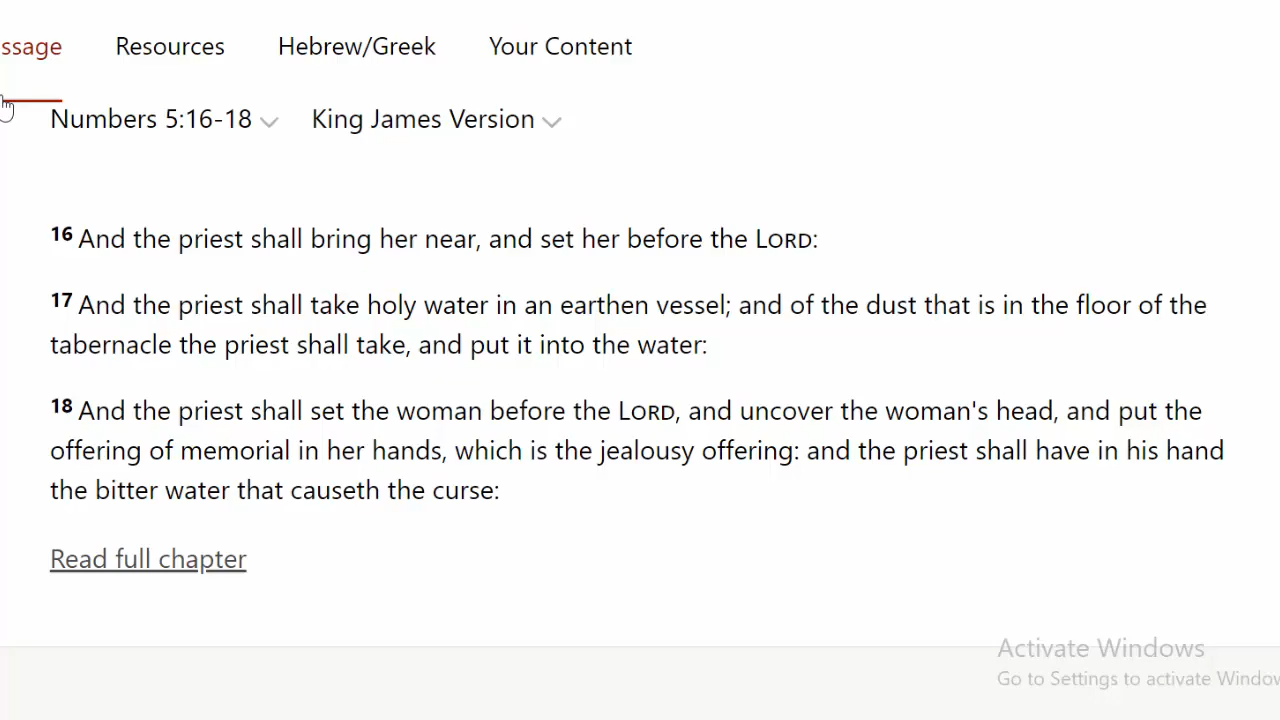 ssage Resources Hebrew/Greek Your Content
Numbers 5:16-18 King James Version
16 And the priest shall bring her near, and set her before the LORD:
17 And the priest shall take holy water in an earthen vessel; and of the dust that is in the floor of the
tabernacle the priest shall take, and put it into the water:
18 And the priest shall set the woman before the LORD, and uncover the woman's head, and put the
offering of memorial in her hands, which is the jealousy offering: and the priest shall have in his hand
the bitter water that causeth the curse:
Read full chapter
Activate Windows
Go to Settings to activate Window